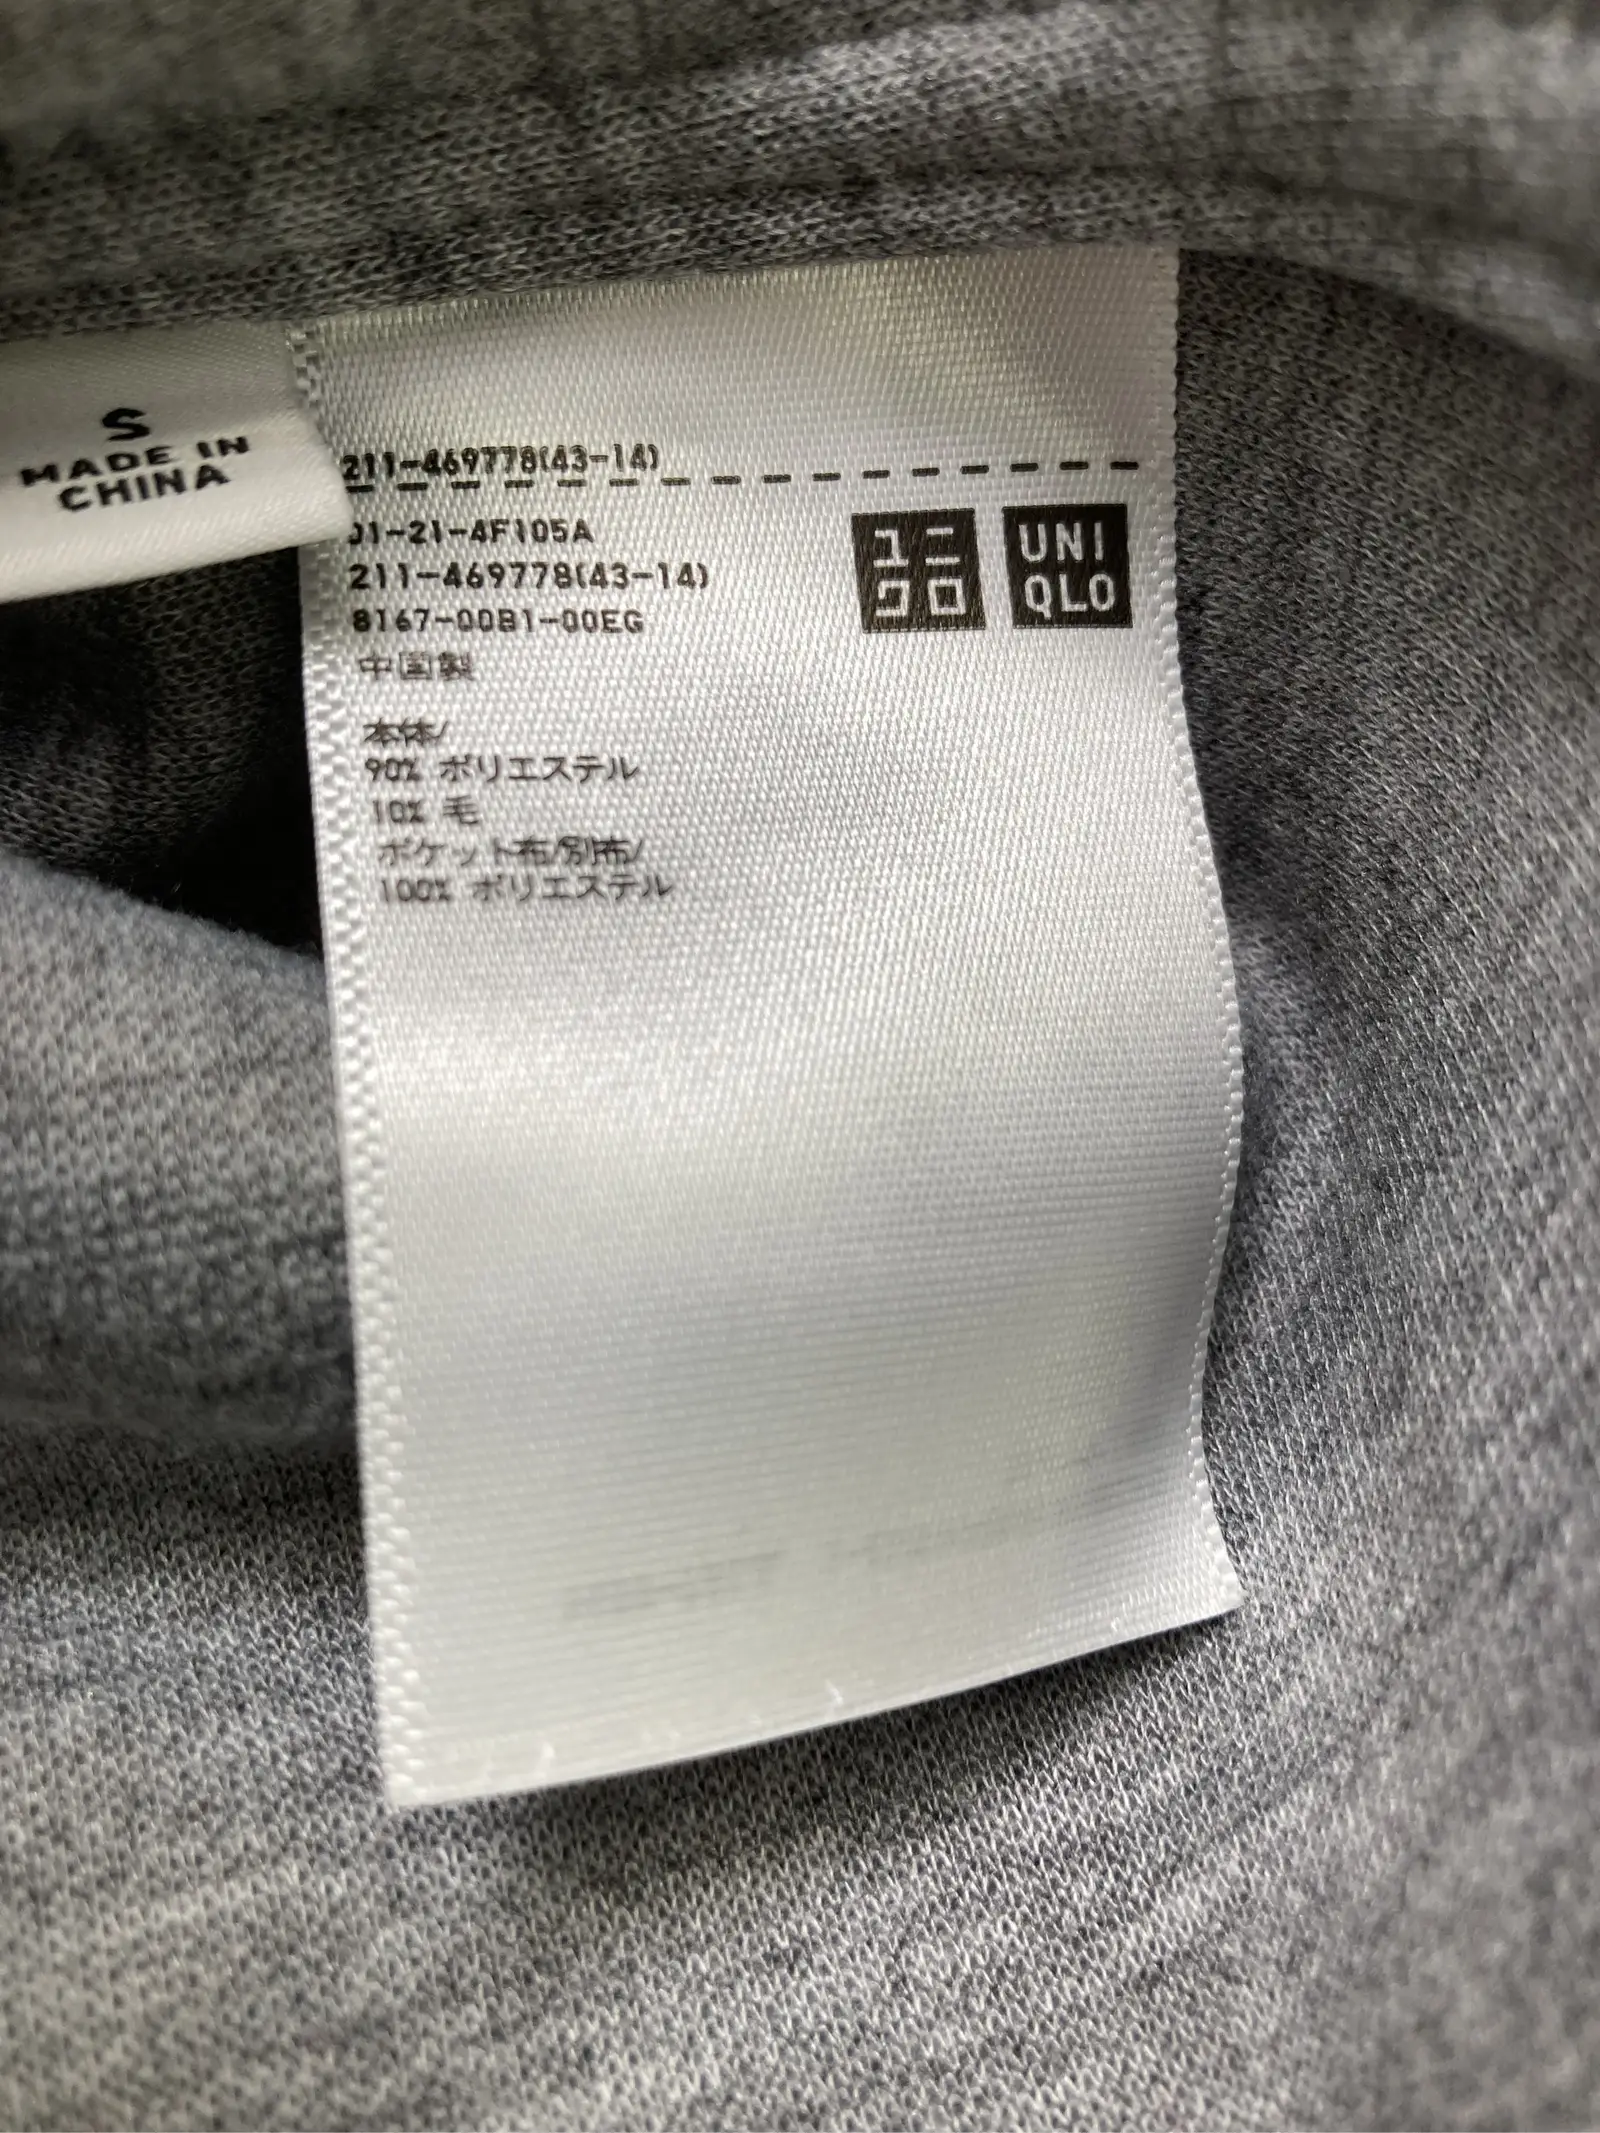 S
MADE IN
CHINA
211-469778(43-14)
01-21-4F105A
211-469778(43-14)
8167-00B1-00EG
中国製
本体/
90% ポリエステル
10% 毛
ポケット布/別布/
100% ポリエステル
ユニ
クロ
UNI
QLO